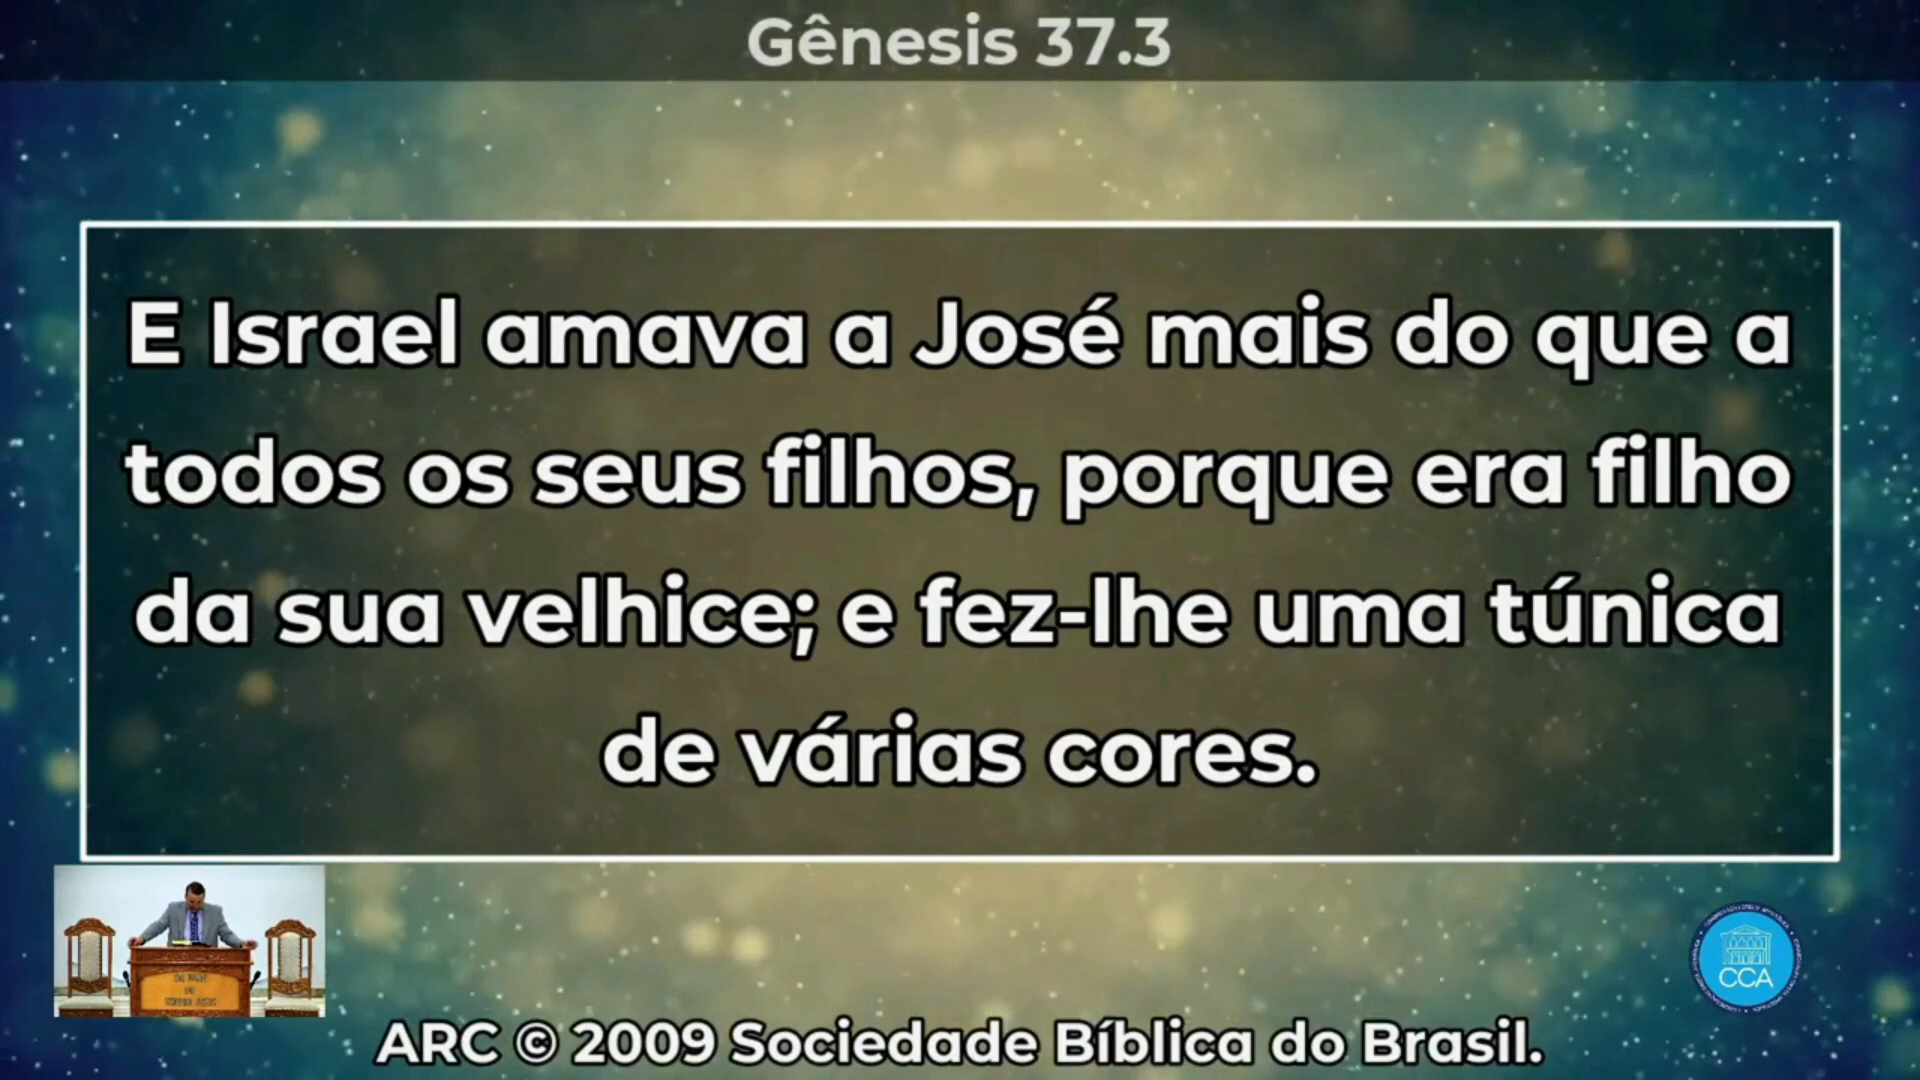 Gênesis 37.3
E Israel amava a José mais do que a
todos os seus filhos, porque era filho
da sua velhice; e fez-lhe uma túnica
de várias cores.
CCA
ARC © 2009 Sociedade Bíblica do Brasil.